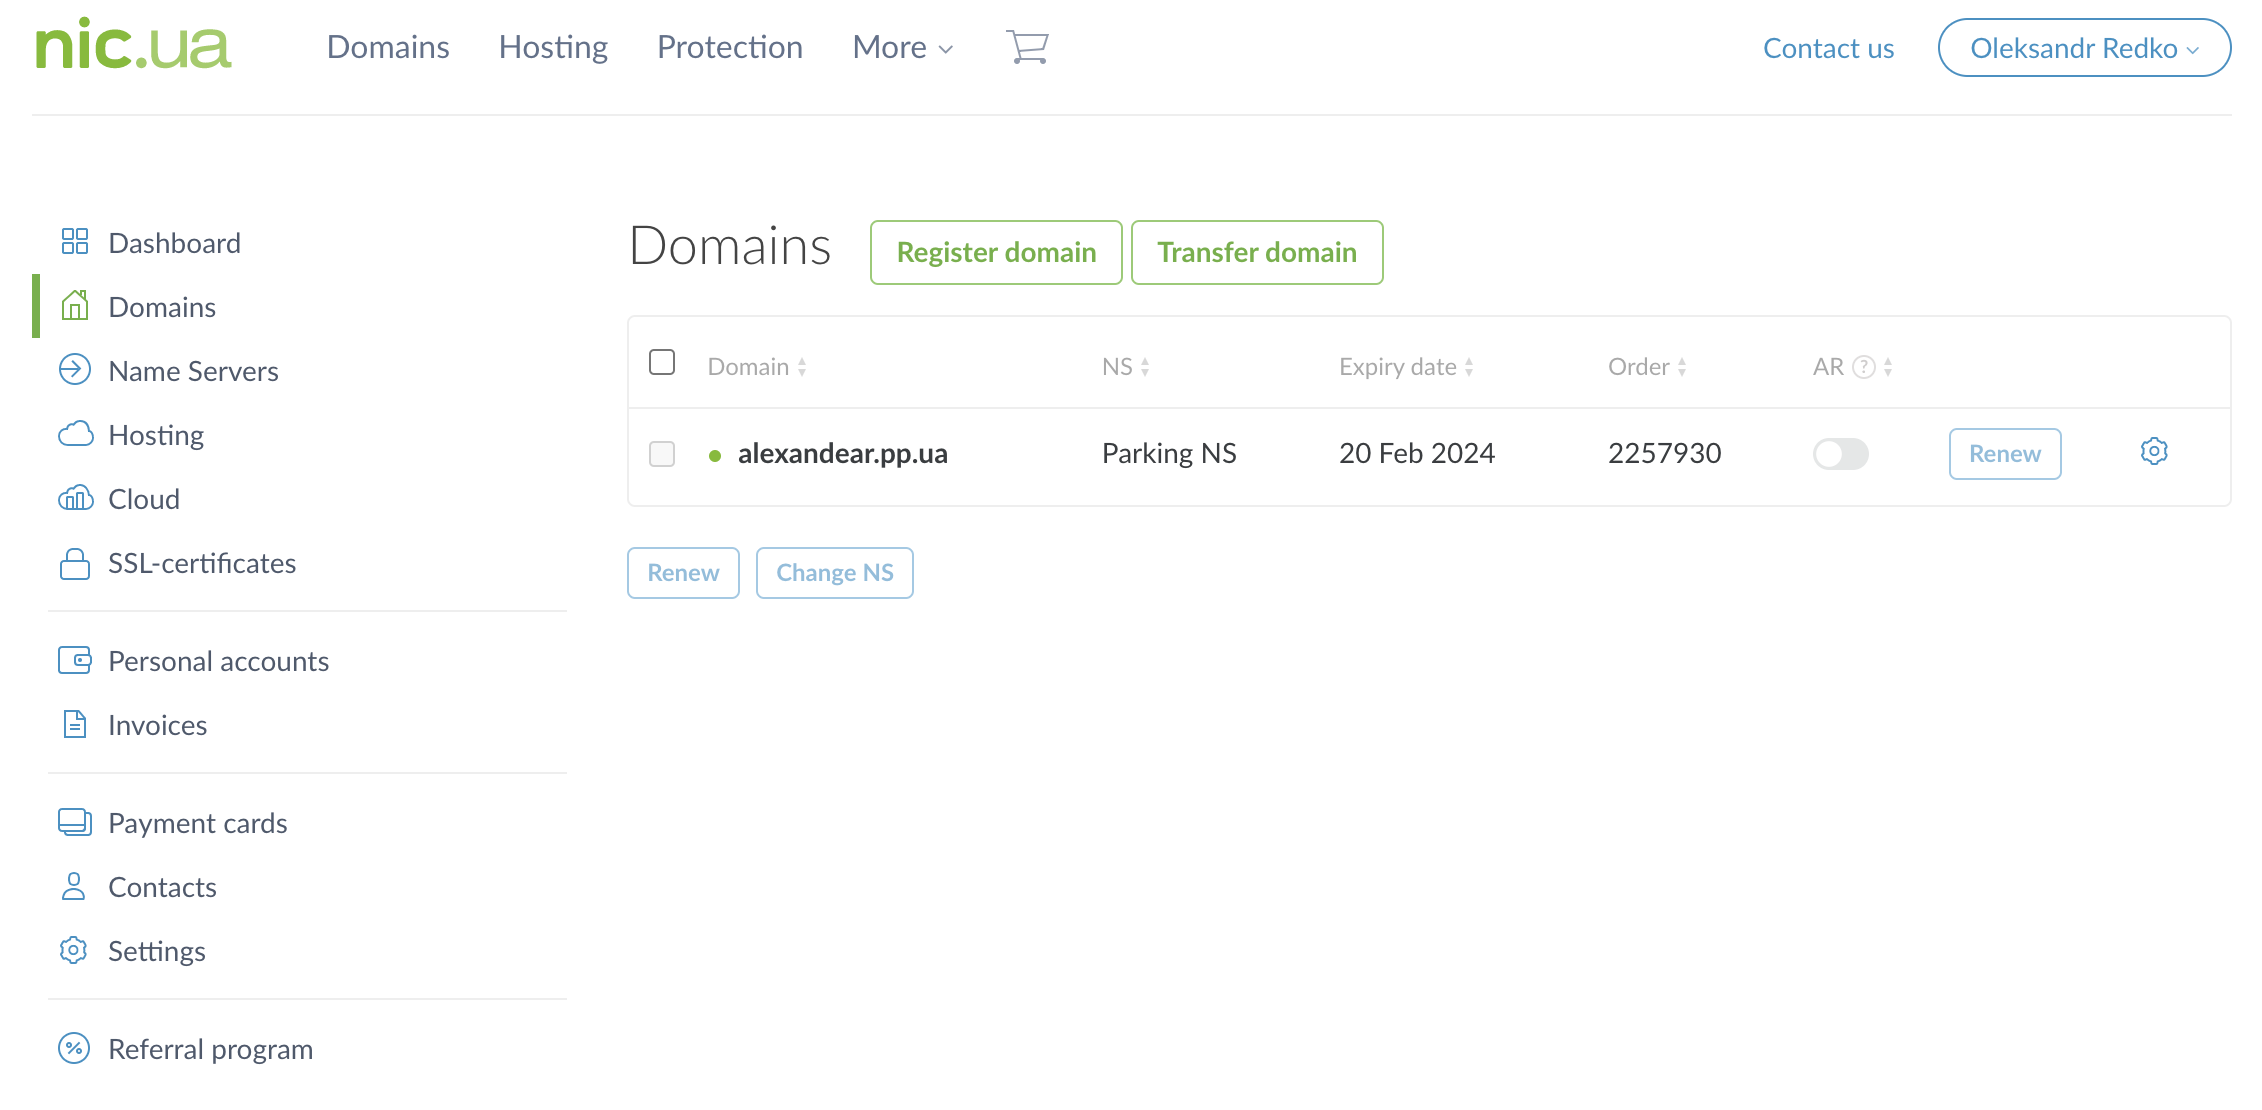 nic.ua
Domains Hosting Protection More
Contact us
Oleksandr Redko
Dashboard
Domains
Name Servers
Hosting
Cloud
SSL-certificates
Personal accounts
Invoices
Payment cards
Contacts
Settings
Referral program
Domains Register domain Transfer domain
Domain NS Expiry date Order AR ?
alexandear.pp.ua Parking NS 20 Feb 2024 2257930 Renew
Renew Change NS